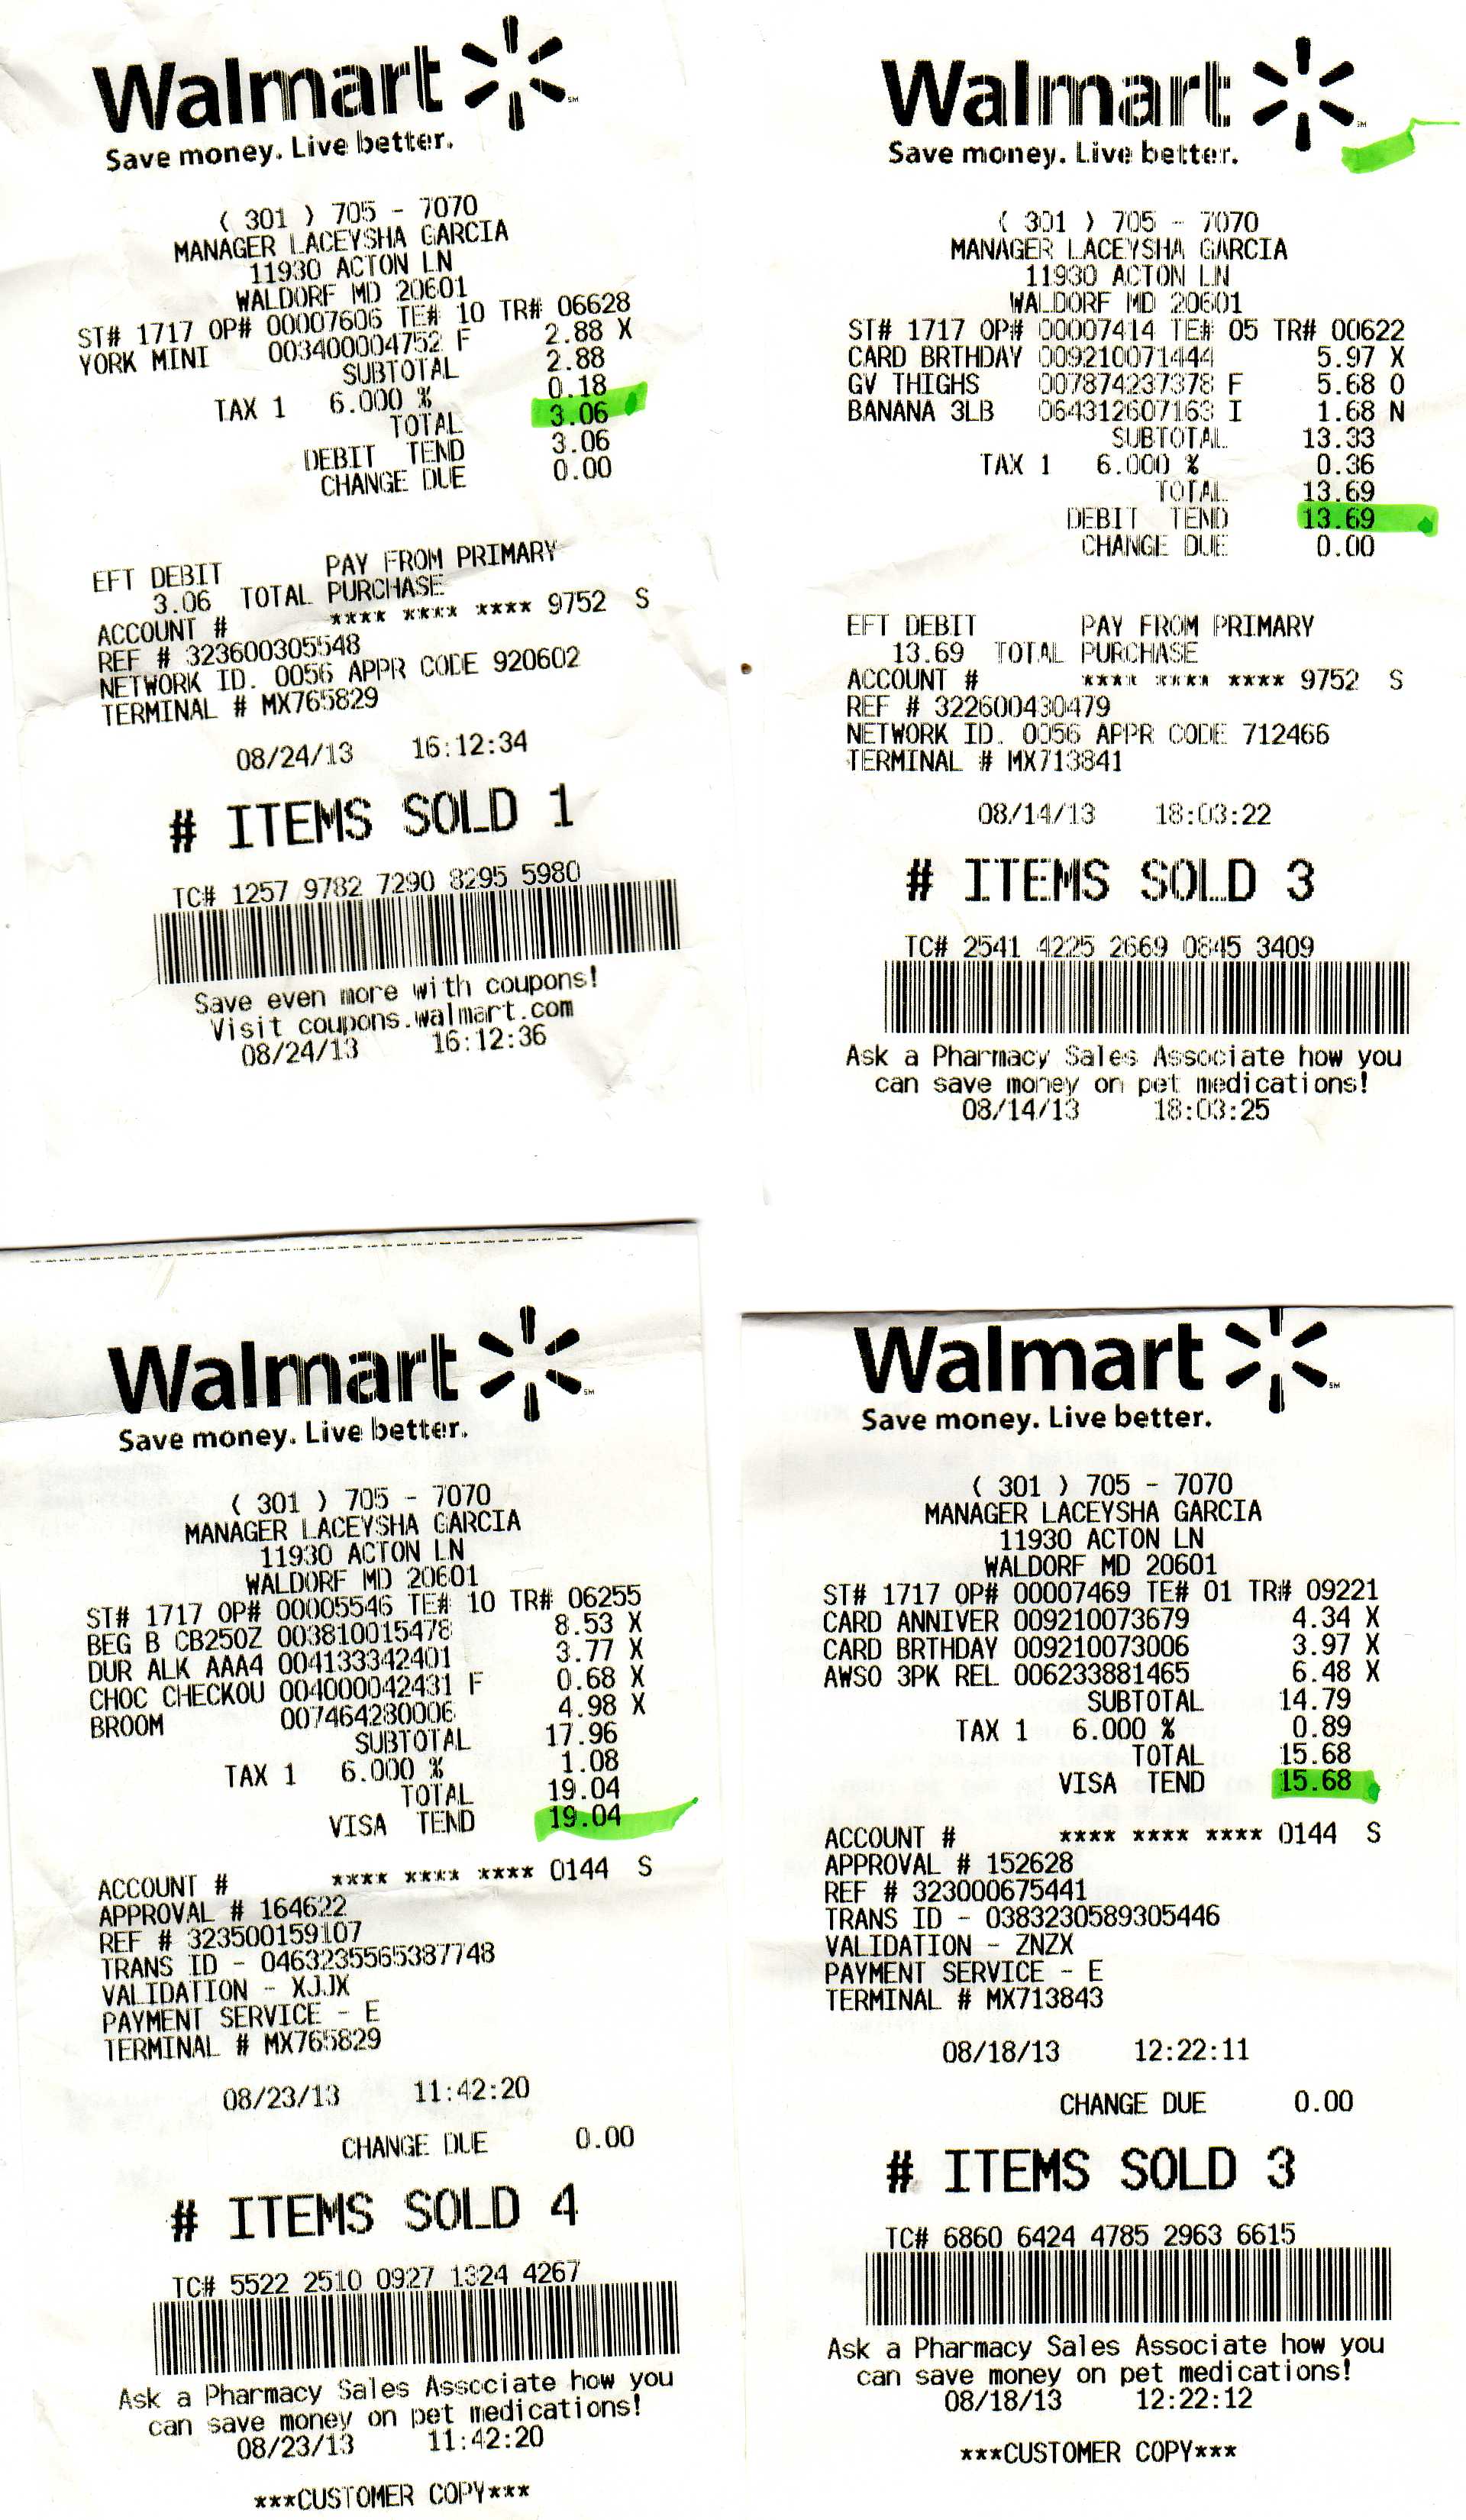 Walmart
Save money. Live better.
( 301 ) 705 - 7070
MANAGER LACEYSHA GARCIA
11930 ACTON LN
WALDORF MD 20601
ST# 1717 OP# 00007606 TE# 10 TR# 06628
YORK MINI 003400004752 F 2.88 X
SUBTOTAL 2.88
TAX 1 6.000 % 0.18
TOTAL 3.06
DEBIT TEND 3.06
CHANGE DUE 0.00
EFT DEBIT PAY FROM PRIMARY
3.06 TOTAL PURCHASE
ACCOUNT # **** **** **** 9752 S
REF # 323600305548
NETWORK ID. 0056 APPR CODE 920602
TERMINAL # MX765829
08/24/13 16:12:34
# ITEMS SOLD 1
TC# 1257 9782 7290 8295 5980
Save even more with coupons!
Visit coupons.walmart.com
08/24/13 16:12:36
Walmart
Save money. Live better.
( 301 ) 705 - 7070
MANAGER LACEYSHA GARCIA
11930 ACTON LN
WALDORF MD 20601
ST# 1717 OP# 00007414 TE# 05 TR# 00622
CARD BRTHDAY 009210071444 5.97 X
GV THIGHS 007874237378 F 5.68 O
BANANA 3LB 064312607163 I 1.68 N
SUBTOTAL 13.33
TAX 1 6.000 % 0.36
TOTAL 13.69
DEBIT TEND 13.69
CHANGE DUE 0.00
EFT DEBIT PAY FROM PRIMARY
13.69 TOTAL PURCHASE
ACCOUNT # **** **** **** 9752 S
REF # 322600430479
NETWORK ID. 0056 APPR CODE 712466
TERMINAL # MX713841
08/14/13 18:03:22
# ITEMS SOLD 3
TC# 2541 4225 2669 0845 3409
Ask a Pharmacy Sales Associate how you
can save money on pet medications!
08/14/13 18:03:25
Walmart
Save money. Live better.
( 301 ) 705 - 7070
MANAGER LACEYSHA GARCIA
11930 ACTON LN
WALDORF MD 20601
ST# 1717 OP# 00005546 TE# 10 TR# 06255
BEG B CB250Z 003810015478 8.53 X
DUR ALK AAA4 004133342401 3.77 X
CHOC CHECKOU 004000042431 F 0.68 X
BROOM 007464280006 4.98 X
SUBTOTAL 17.96
TAX 1 6.000 % 1.08
TOTAL 19.04
VISA TEND 19.04
ACCOUNT # **** **** **** 0144 S
APPROVAL # 164622
REF # 323500159107
TRANS ID - 0463235565387748
VALIDATION - XJJX
PAYMENT SERVICE - E
TERMINAL # MX765829
08/23/13 11:42:20
CHANGE DUE 0.00
# ITEMS SOLD 4
TC# 5522 2510 0927 1324 4267
Ask a Pharmacy Sales Associate how you
can save money on pet medications!
08/23/13 11:42:20
***CUSTOMER COPY***
Walmart
Save money. Live better.
( 301 ) 705 - 7070
MANAGER LACEYSHA GARCIA
11930 ACTON LN
WALDORF MD 20601
ST# 1717 OP# 00007469 TE# 01 TR# 09221
CARD ANNIVER 009210073679 4.34 X
CARD BRTHDAY 009210073006 3.97 X
AWSO 3PK REL 006233881465 6.48 X
SUBTOTAL 14.79
TAX 1 6.000 % 0.89
TOTAL 15.68
VISA TEND 15.68
ACCOUNT # **** **** **** 0144 S
APPROVAL # 152628
REF # 323000675441
TRANS ID - 0383230589305446
VALIDATION - ZNZX
PAYMENT SERVICE - E
TERMINAL # MX713843
08/18/13 12:22:11
CHANGE DUE 0.00
# ITEMS SOLD 3
TC# 6860 6424 4785 2963 6615
Ask a Pharmacy Sales Associate how you
can save money on pet medications!
08/18/13 12:22:12
***CUSTOMER COPY***